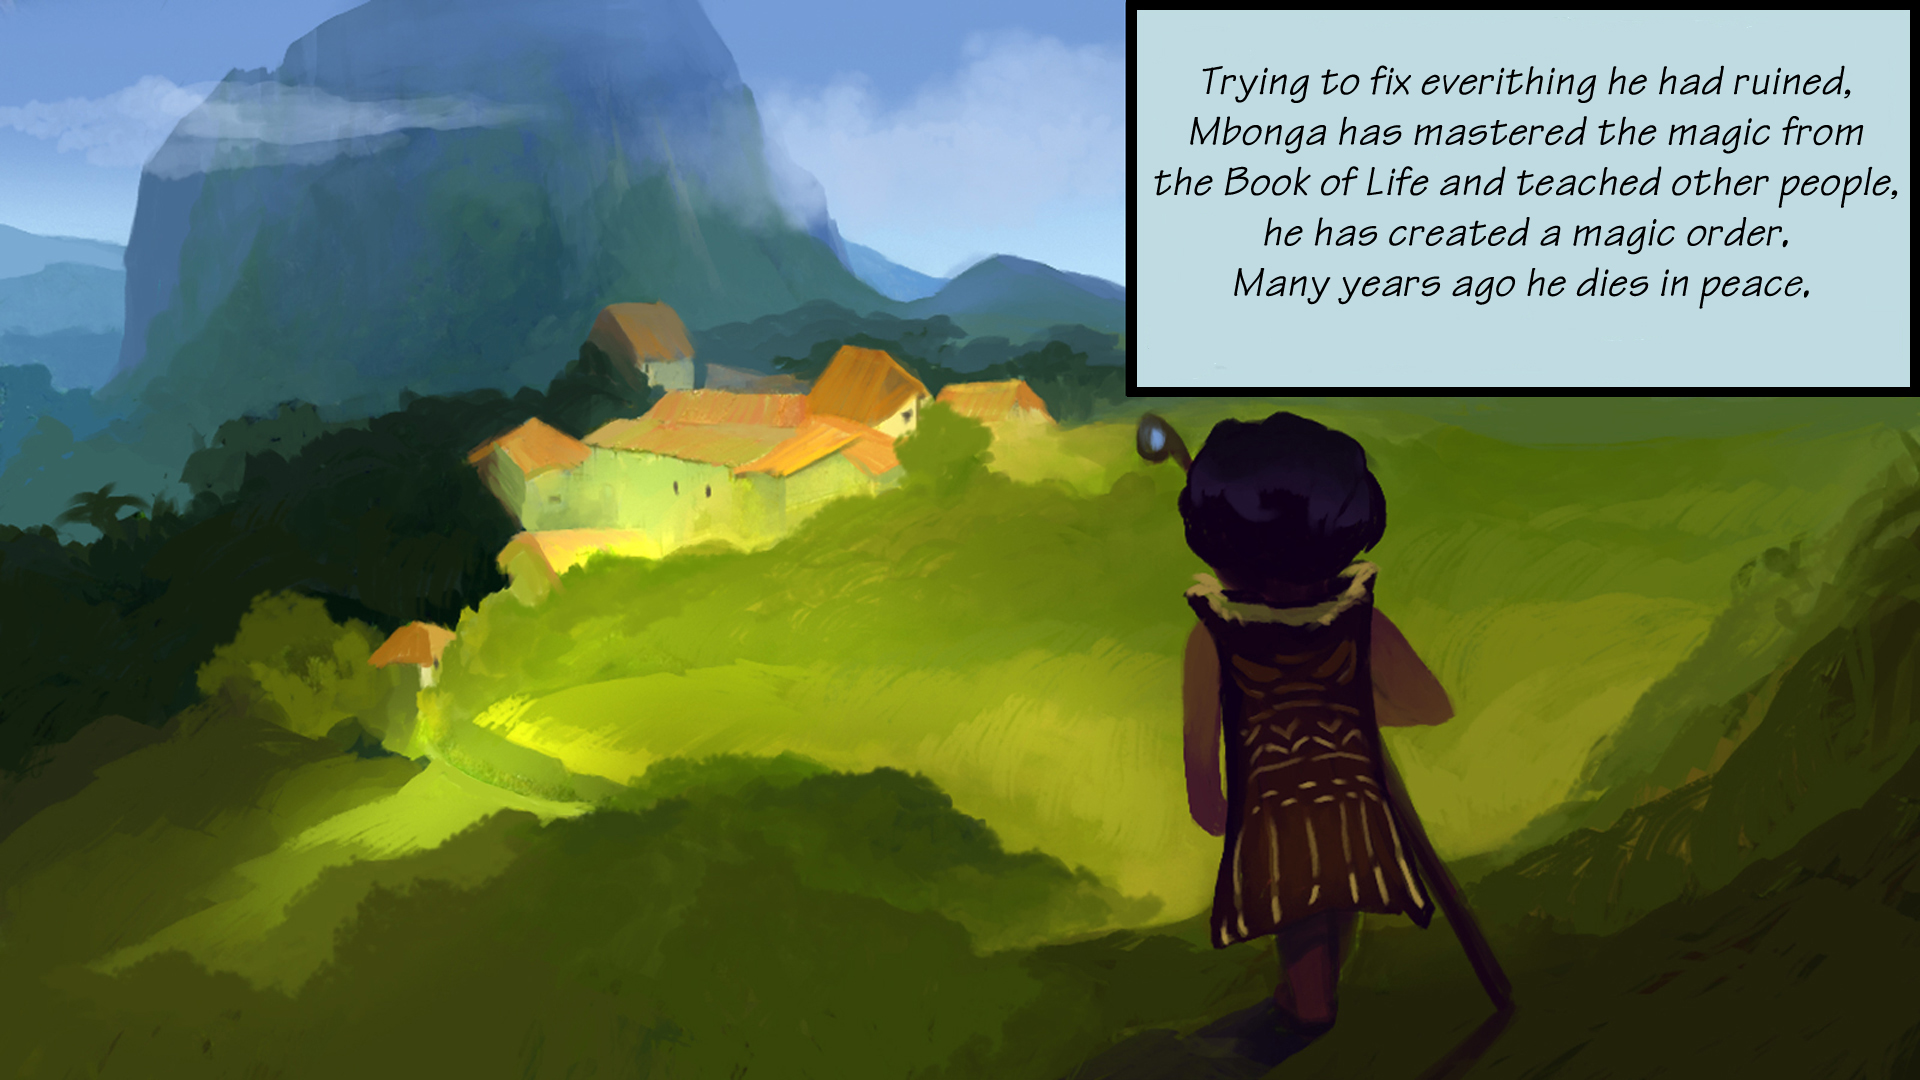 Trying to fix everithing he had ruined,
Mbonga has mastered the magic from
the Book of Life and teached other people,
he has created a magic order.
Many years ago he dies in peace.